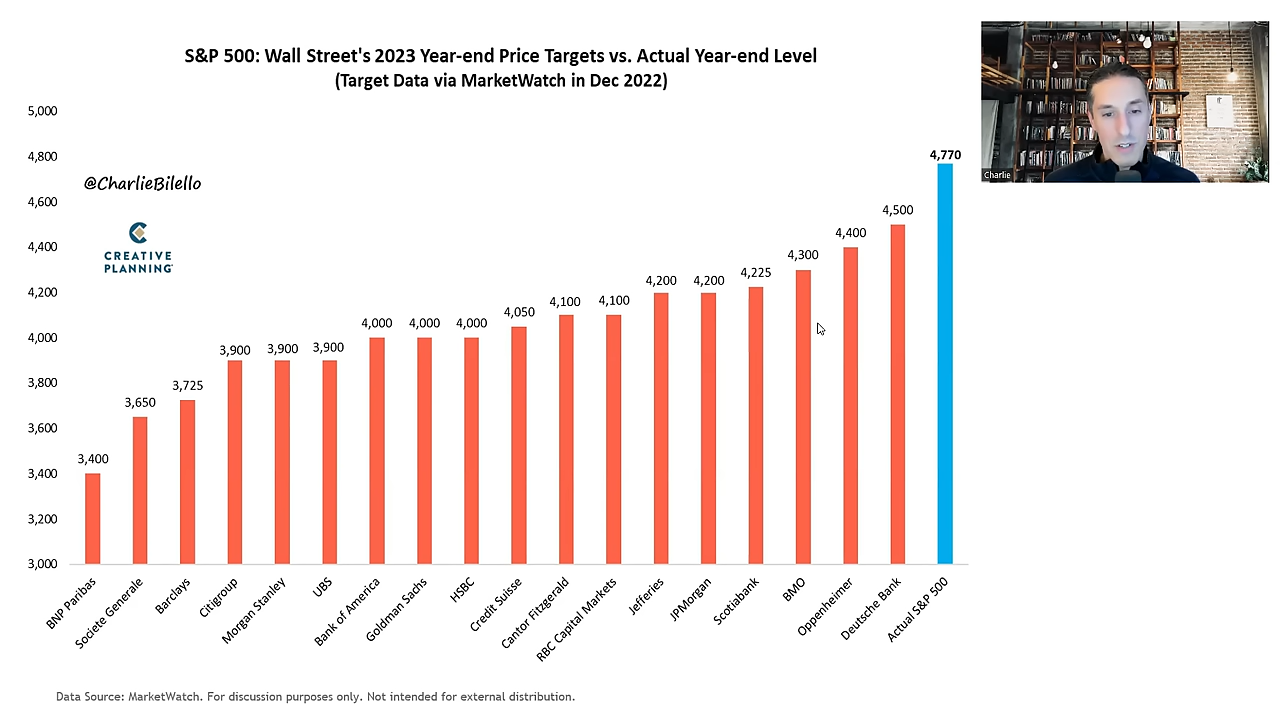 S&P 500: Wall Street's 2023 Year-end Price Targets vs. Actual Year-end Level
(Target Data via MarketWatch in Dec 2022)
5,000
4,800
4,600
4,400
4,200
4,000
3,800
3,600
3,400
3,200
3,000
@CharlieBilello
CREATIVE
PLANNING
3,400
3,650
3,725
3,900
3,900
3,900
4,000
4,000
4,000
4,050
4,100
4,100
4,200
4,200
4,225
4,300
4,400
4,500
4,770
BNP Paribas
Societe Generale
Barclays
Citigroup
Morgan Stanley
UBS
Bank of America
Goldman Sachs
HSBC
Credit Suisse
Cantor Fitzgerald
RBC Capital Markets
Jefferies
JPMorgan
Scotiabank
BMO
Oppenheimer
Deutsche Bank
Actual S&P 500
Data Source: MarketWatch. For discussion purposes only. Not intended for external distribution.
Charlie